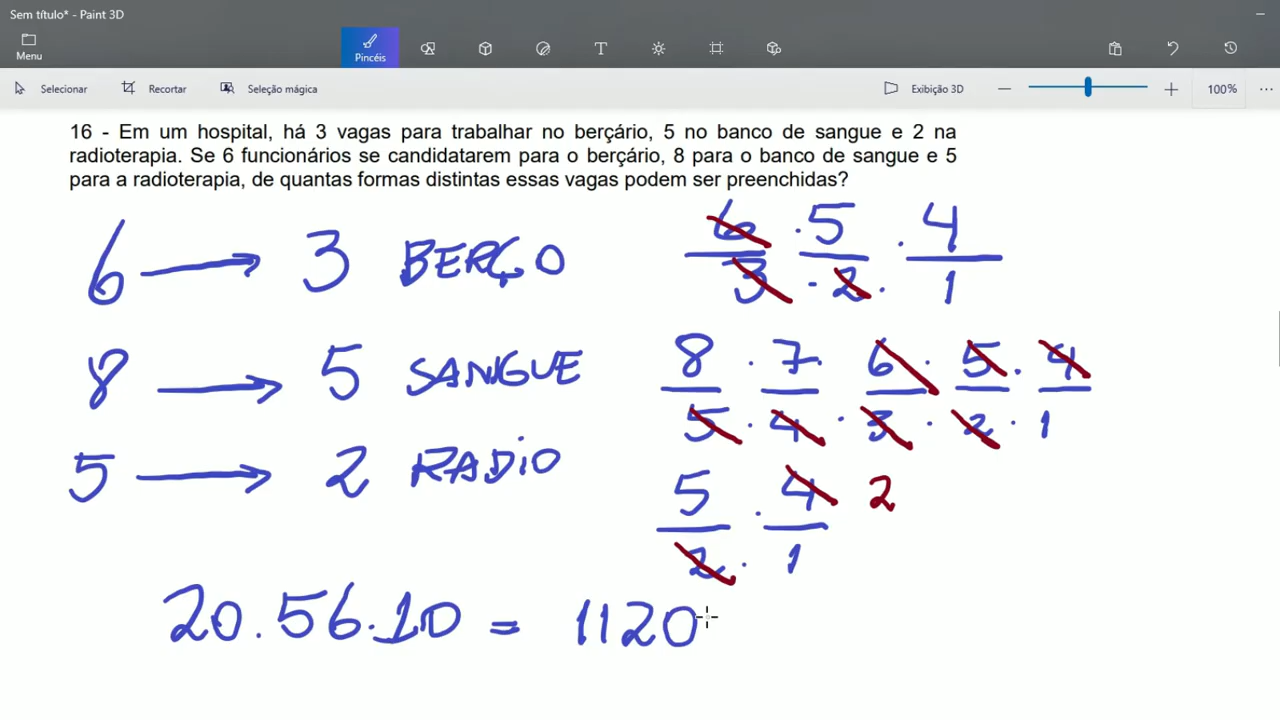 Sem título* - Paint 3D
Menu
Pincéis
Selecionar Recortar Seleção mágica Exibição 3D 100%
16 - Em um hospital, há 3 vagas para trabalhar no berçário, 5 no banco de sangue e 2 na
radioterapia. Se 6 funcionários se candidatarem para o berçário, 8 para o banco de sangue e 5
para a radioterapia, de quantas formas distintas essas vagas podem ser preenchidas?
6 → 3 BERÇO
6 · 5 · 4
3 · 2 · 1
8 → 5 SANGUE
8 · 7 · 6 · 5 · 4
5 · 4 · 3 · 2 · 1
5 → 2 RADIO
5 · 4 2
2 · 1
20.56.10 = 1120